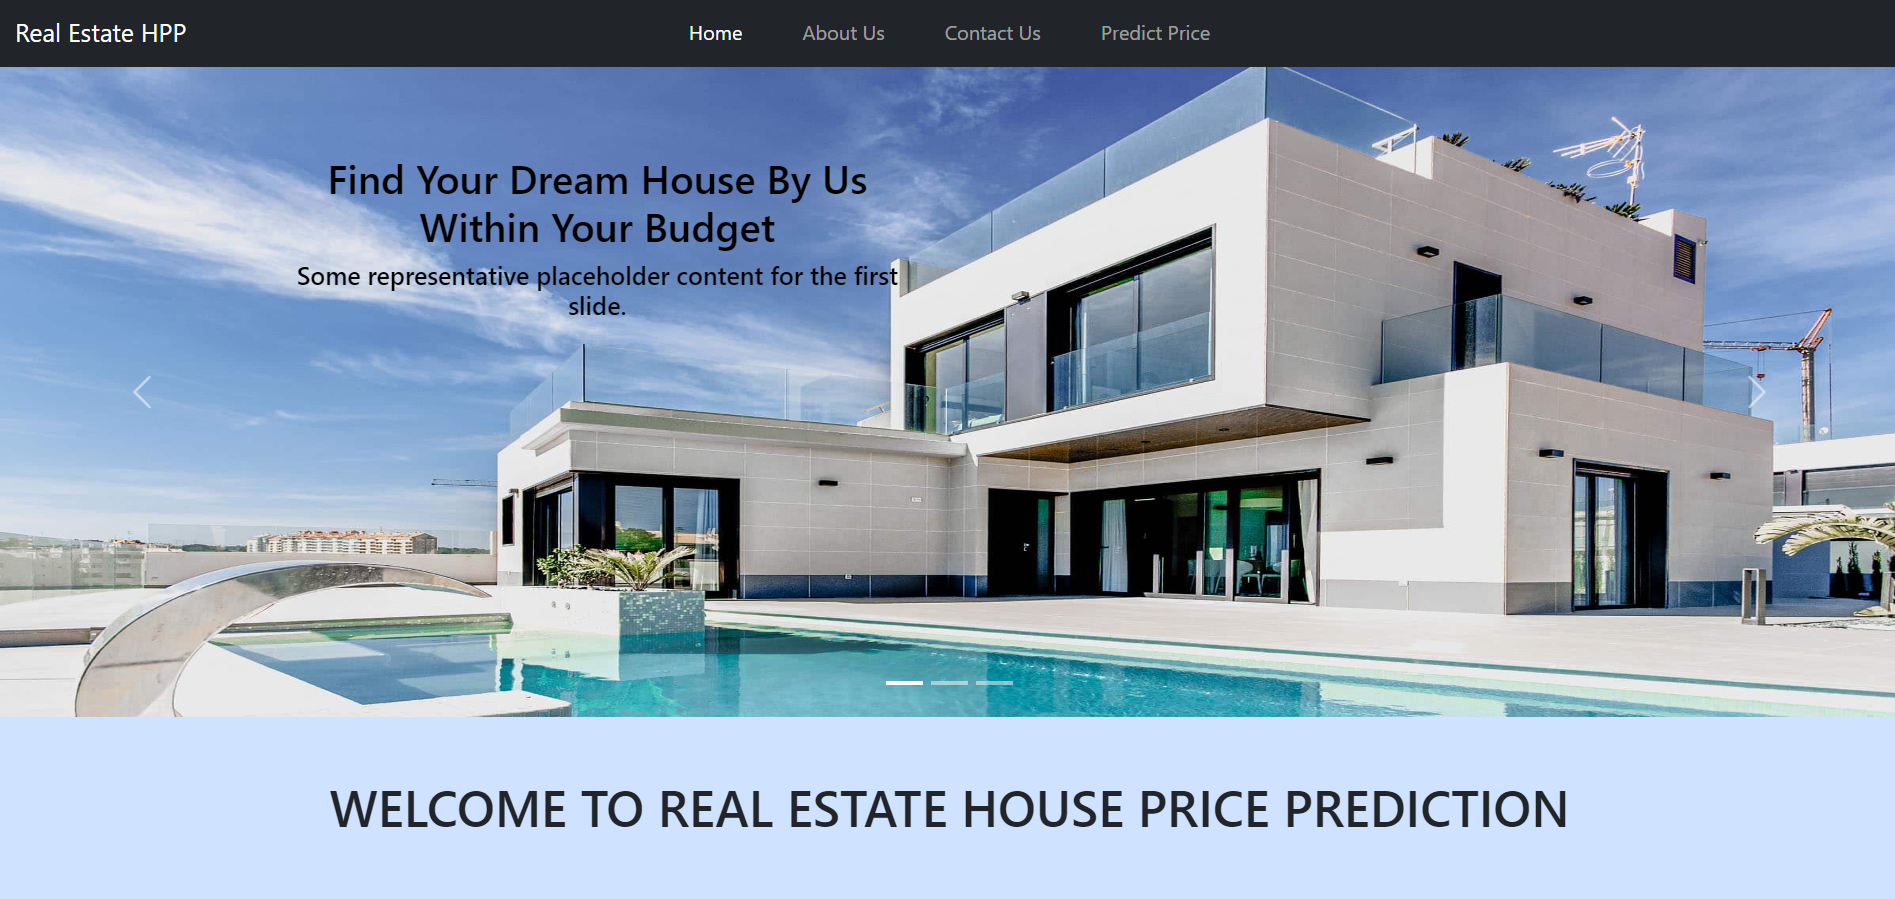 Real Estate HPP
Home
About Us
Contact Us
Predict Price
Find Your Dream House By Us
Within Your Budget
Some representative placeholder content for the first
slide.
WELCOME TO REAL ESTATE HOUSE PRICE PREDICTION